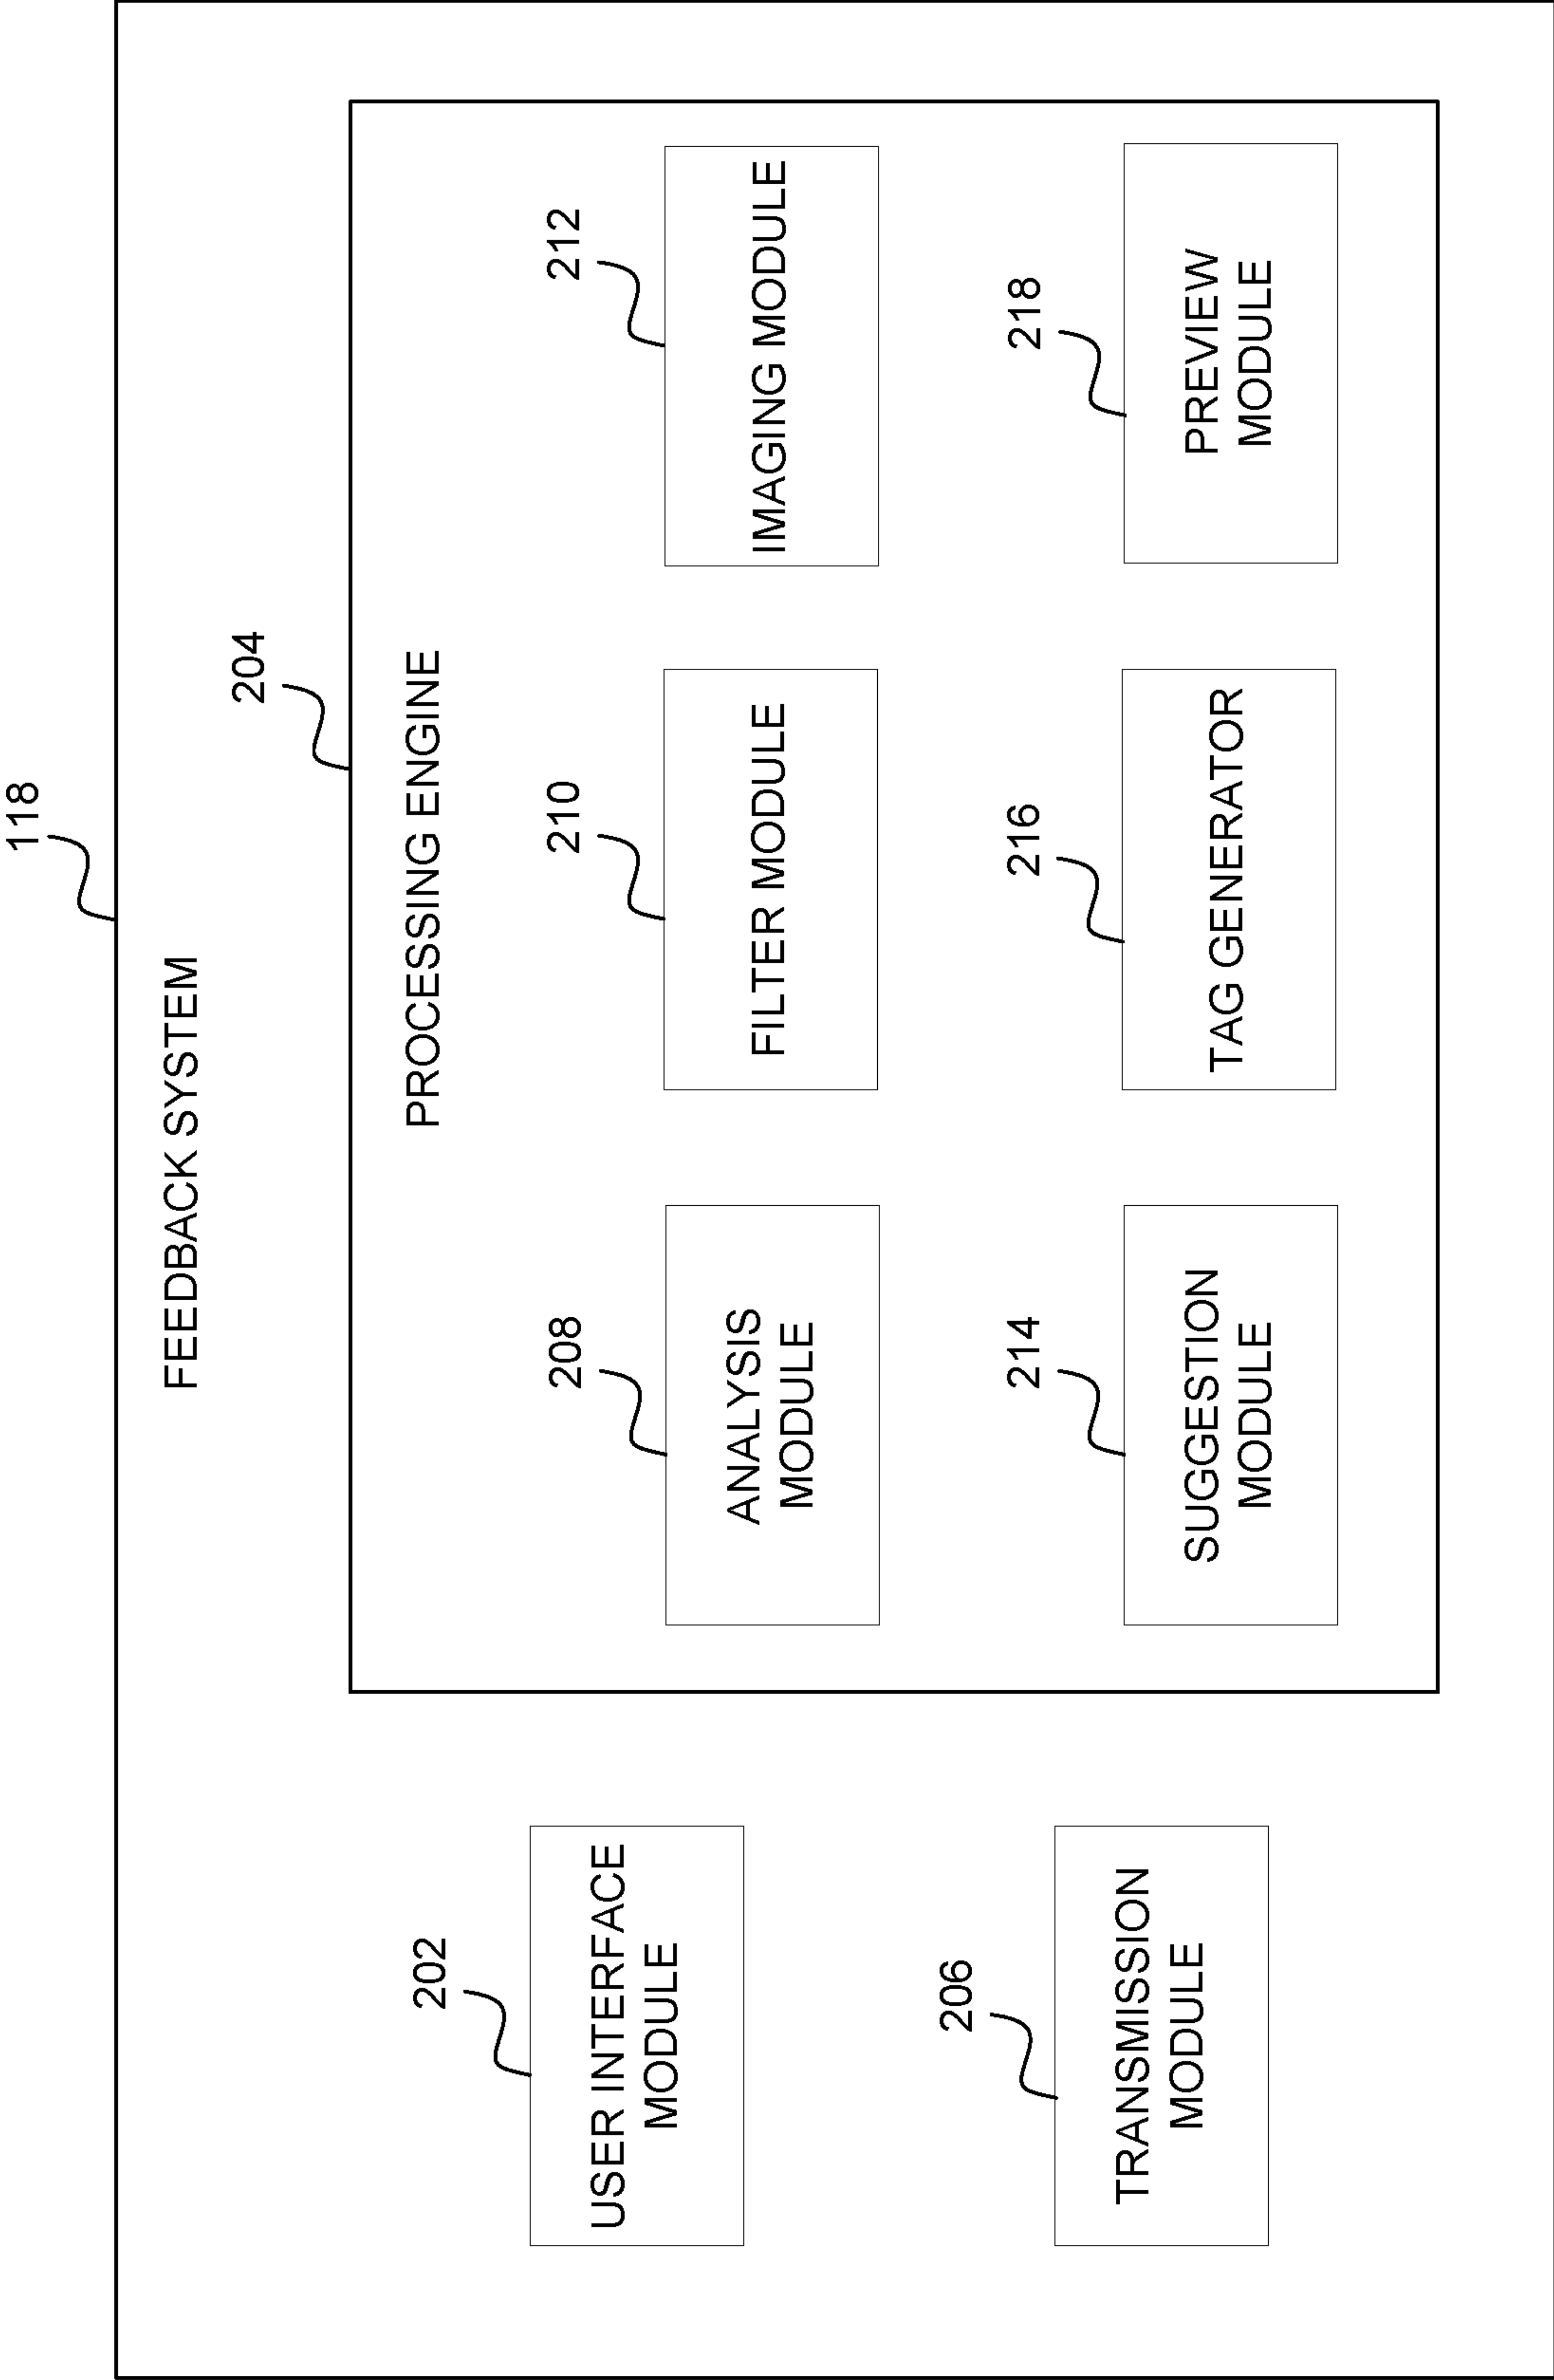 118
FEEDBACK SYSTEM
204
PROCESSING ENGINE
202
USER INTERFACE
MODULE
208
ANALYSIS
MODULE
210
FILTER MODULE
212
IMAGING MODULE
206
TRANSMISSION
MODULE
214
SUGGESTION
MODULE
216
TAG GENERATOR
218
PREVIEW
MODULE